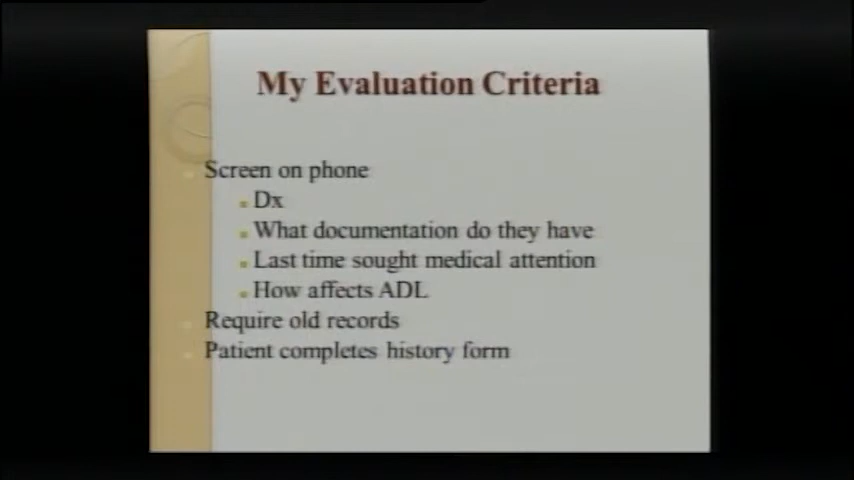 My Evaluation Criteria
Screen on phone
Dx
What documentation do they have
Last time sought medical attention
How affects ADL
Require old records
Patient completes history form